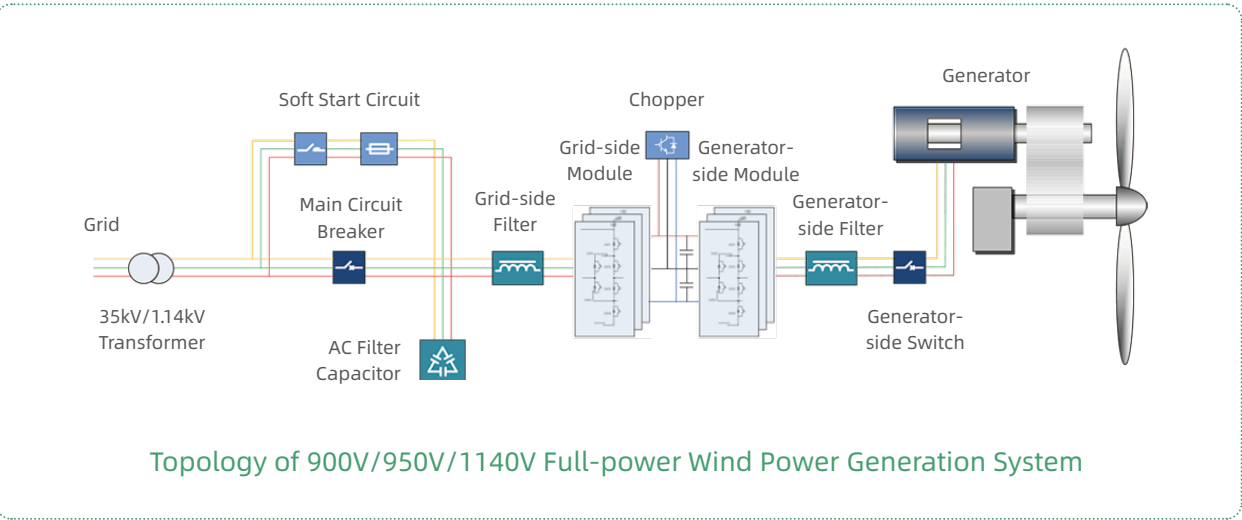 Generator
Soft Start Circuit
Chopper
Grid-side
Module
Generator-
side Module
Main Circuit
Breaker
Grid-side
Filter
Generator-
side Filter
Grid
35kV/1.14kV
Transformer
Generator-
side Switch
AC Filter
Capacitor
Topology of 900V/950V/1140V Full-power Wind Power Generation System